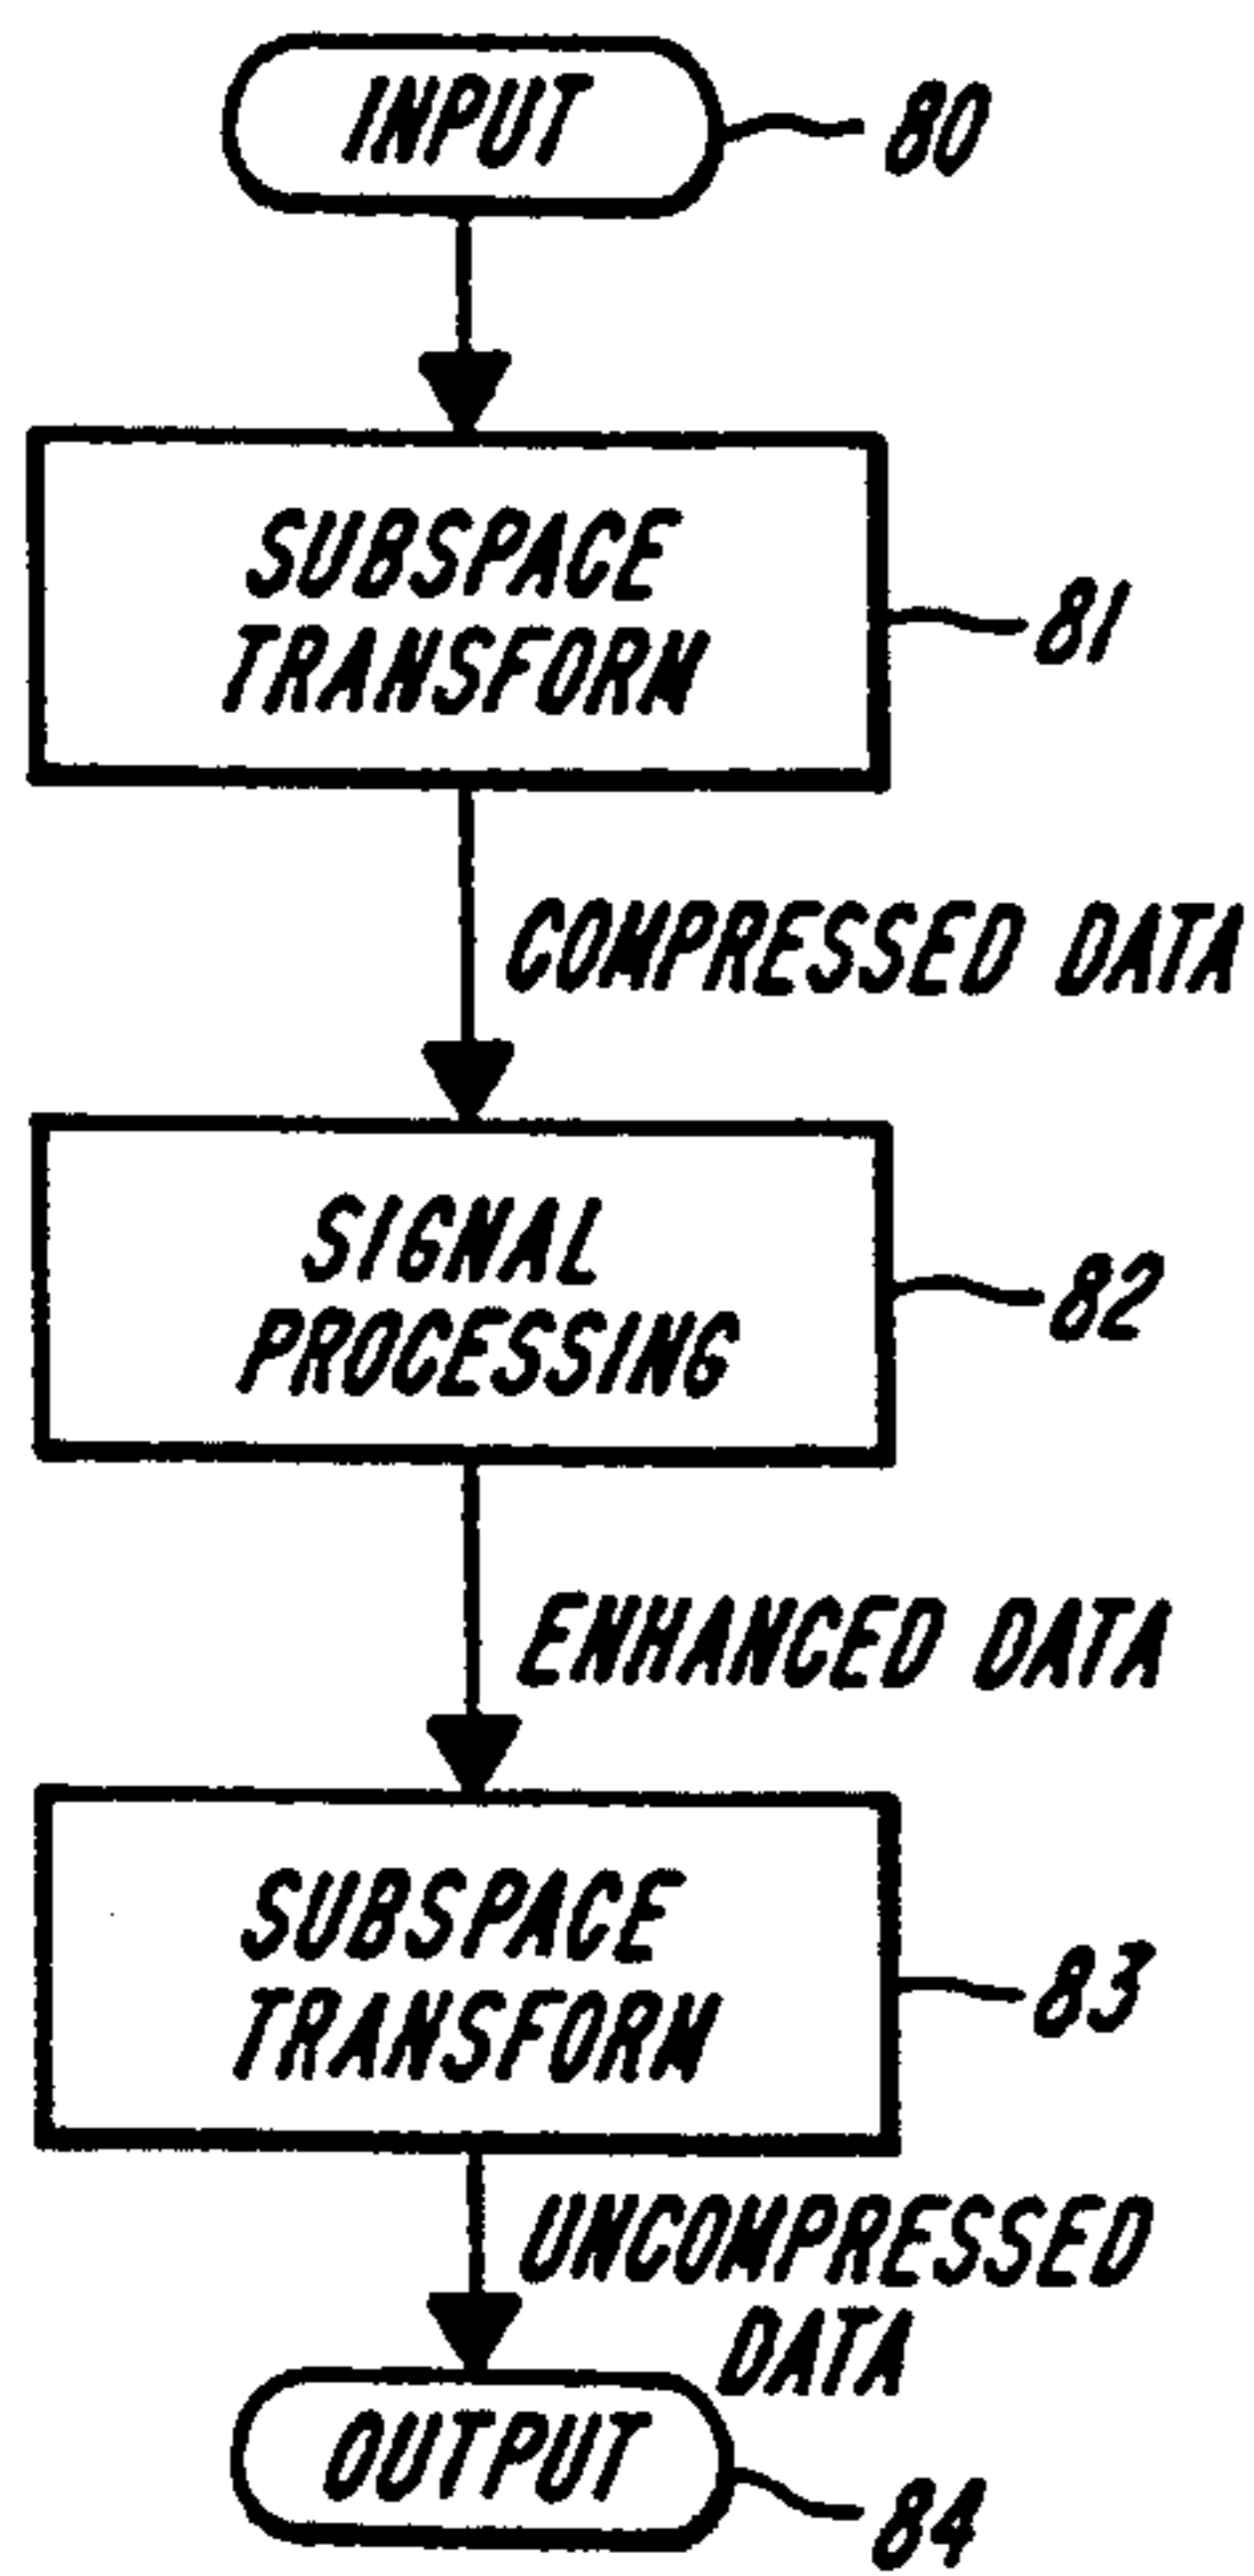 INPUT
80
SUBSPACE
TRANSFORM
81
COMPRESSED DATA
SIGNAL
PROCESSING
82
ENHANCED DATA
SUBSPACE
TRANSFORM
83
UNCOMPRESSED
DATA
OUTPUT
84